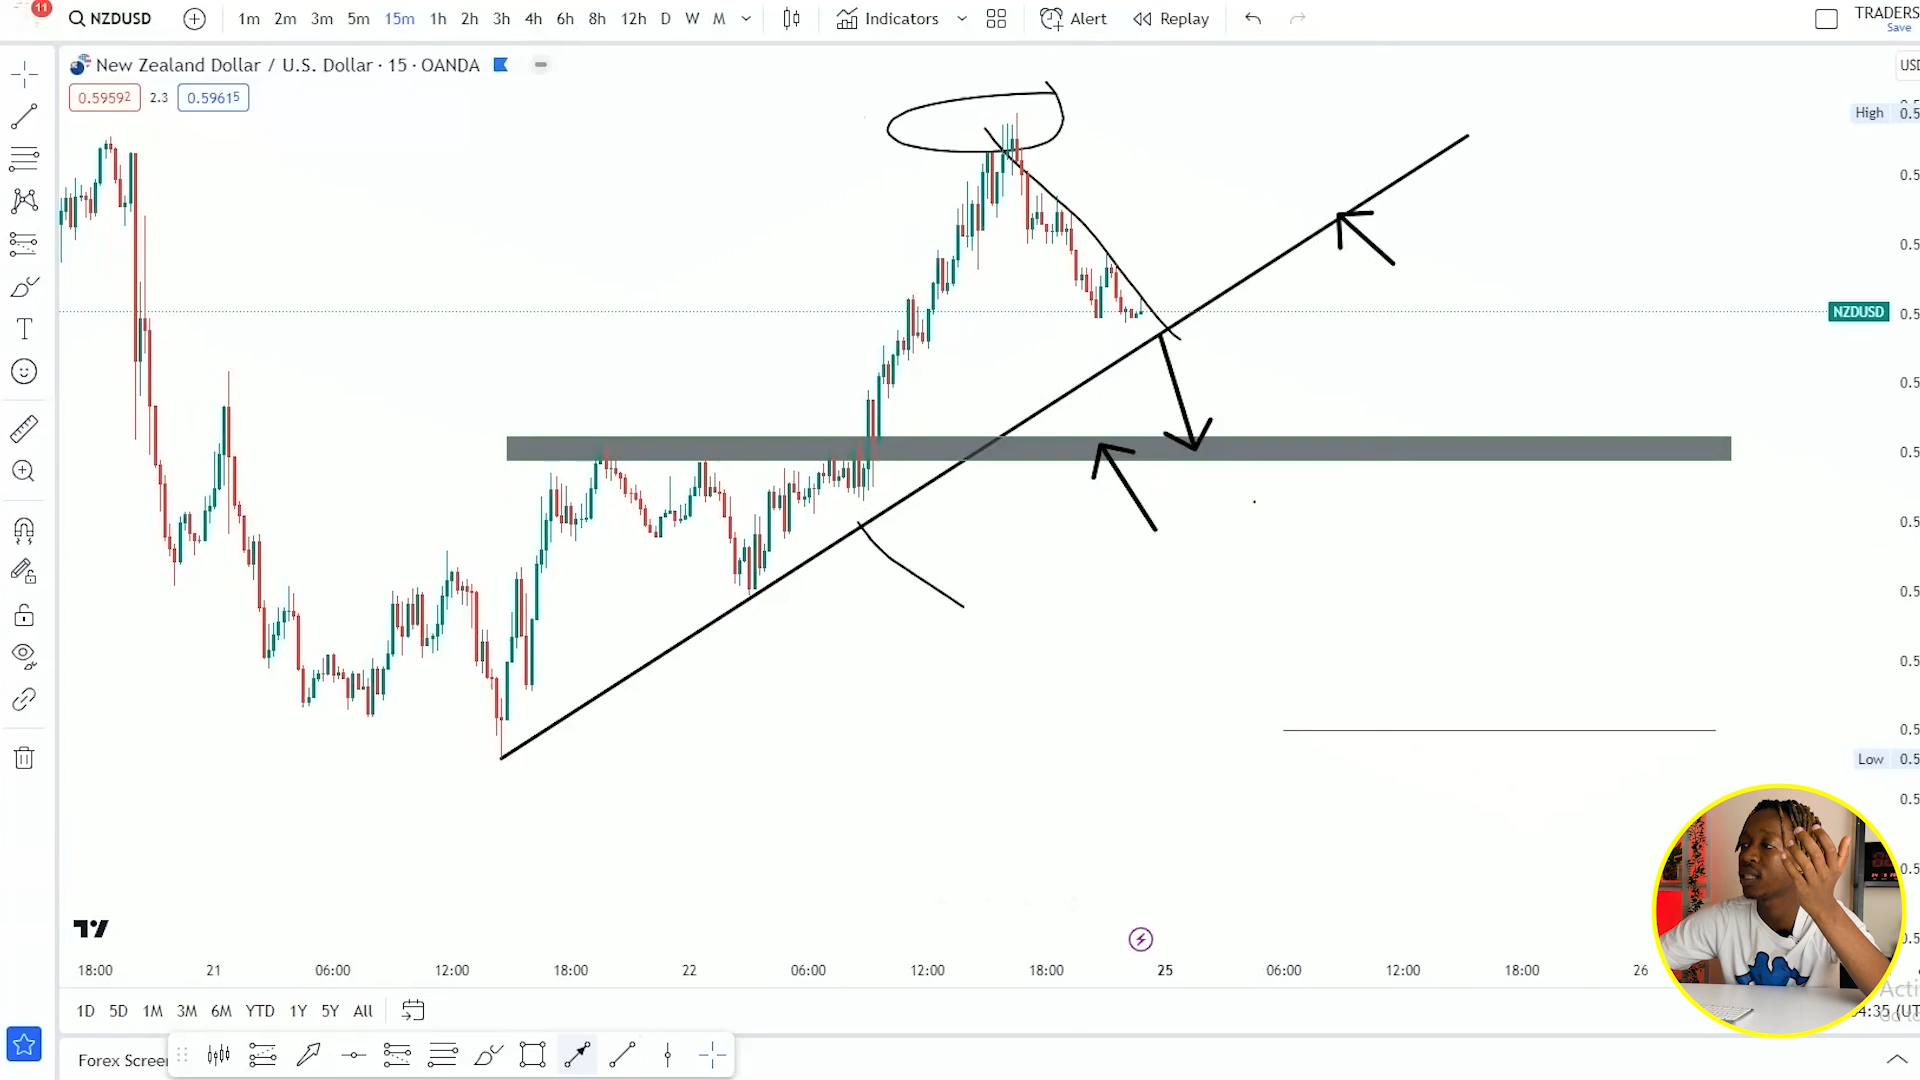 11
NZDUSD
1m 2m 3m 5m 15m 1h 2h 3h 4h 6h 8h 12h D W M
Indicators
Alert
Replay
TRADERS
Save
New Zealand Dollar / U.S. Dollar · 15 · OANDA
0.59592 2.3 0.59615
High
NZDUSD
Low
18:00 21 06:00 12:00 18:00 22 06:00 12:00 18:00 25 06:00 12:00 18:00 26
1D 5D 1M 3M 6M YTD 1Y 5Y All
Forex Screen